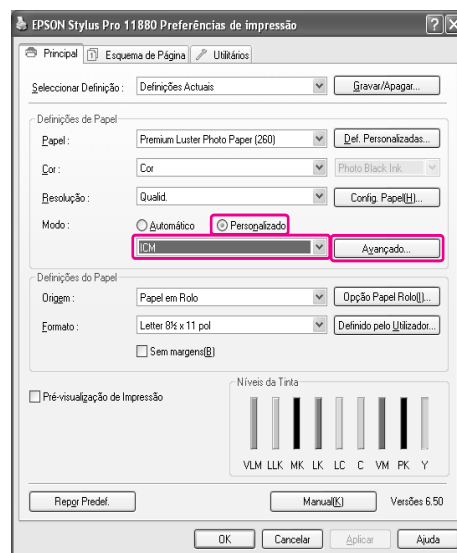 EPSON Stylus Pro 11880 Preferências de impressão
Principal Esquema de Página Utilitários
Seleccionar Definição : Definições Actuais Gravar/Apagar...
Definições de Papel
Papel : Premium Luster Photo Paper (260) Def. Personalizadas...
Cor : Cor Photo Black Ink
Resolução : Qualid. Config. Papel(H)...
Modo : Automático Personalizado
ICM Avançado...
Definições do Papel
Origem : Papel em Rolo Opção Papel Rolo(I)...
Formato : Letter 8½ x 11 pol Definido pelo Utilizador...
Sem margens(B)
Níveis da Tinta
Pré-visualização de Impressão
VLM LLK MK LK LC C VM PK Y
Repor Predef. Manual(K) Versões 6.50
OK Cancelar Aplicar Ajuda